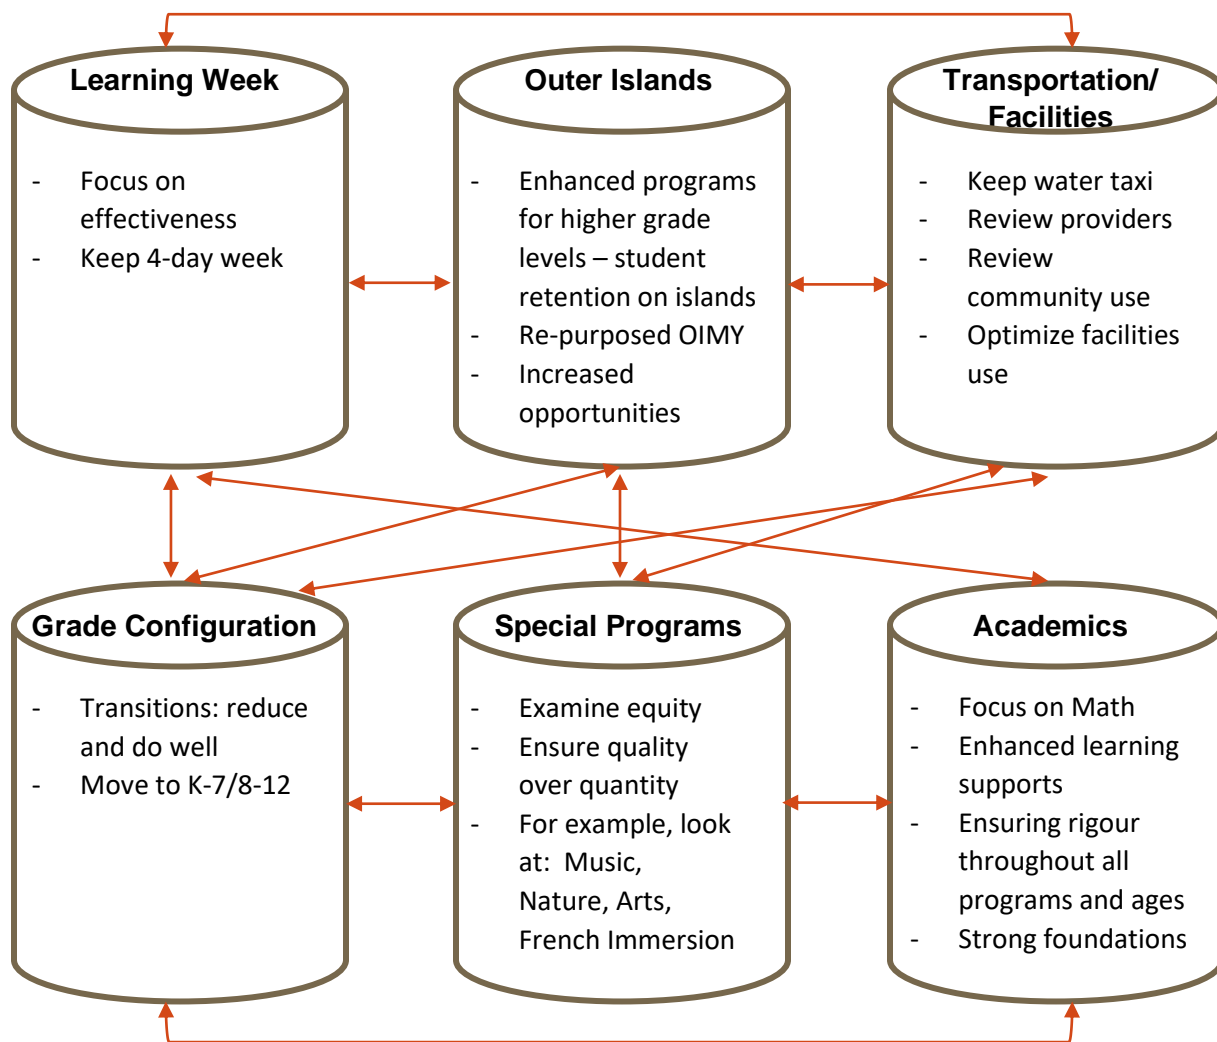 Learning Week
- Focus on
effectiveness
- Keep 4-day week
Outer Islands
- Enhanced programs
for higher grade
levels – student
retention on islands
- Re-purposed OIMY
- Increased
opportunities
Transportation/
Facilities
- Keep water taxi
- Review providers
- Review
community use
- Optimize facilities
use
Grade Configuration
- Transitions: reduce
and do well
- Move to K-7/8-12
Special Programs
- Examine equity
- Ensure quality
over quantity
- For example, look
at:  Music,
Nature, Arts,
French Immersion
Academics
- Focus on Math
- Enhanced learning
supports
- Ensuring rigour
throughout all
programs and ages
- Strong foundations